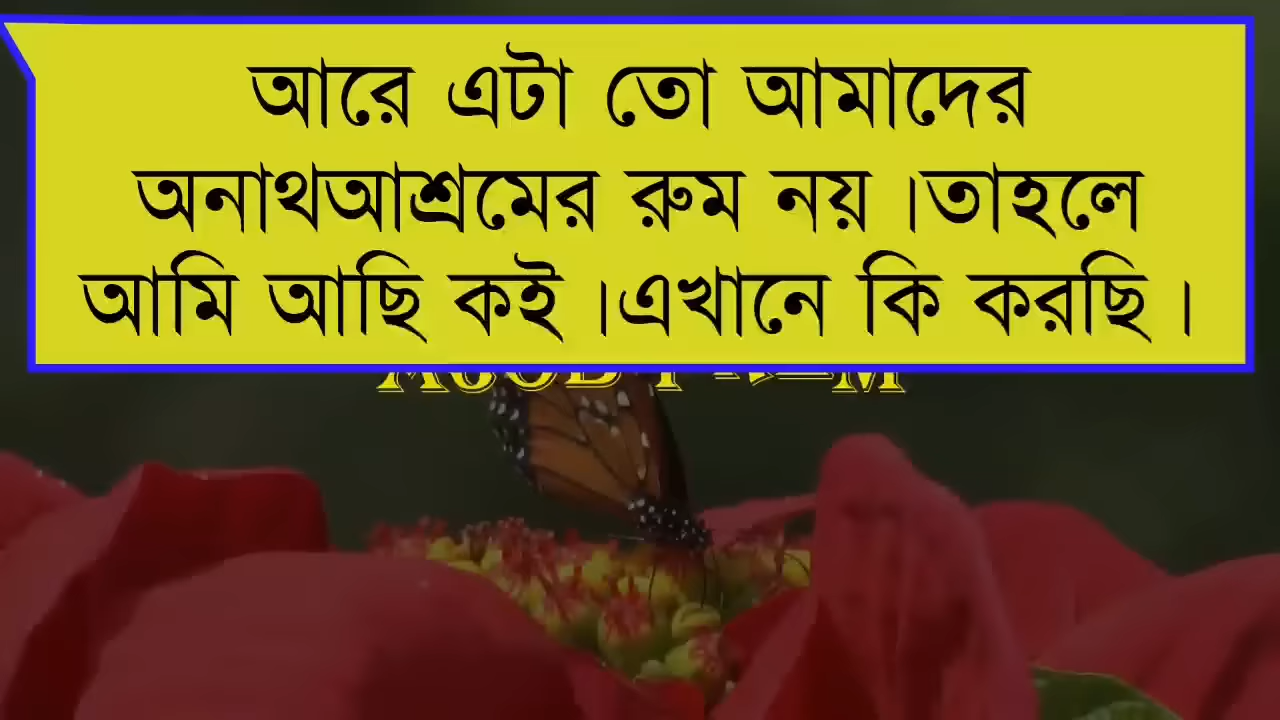 আরে এটা তো আমাদের
অনাথআশ্রমের রুম নয় ।তাহলে
আমি আছি কই ।এখানে কি করছি ।